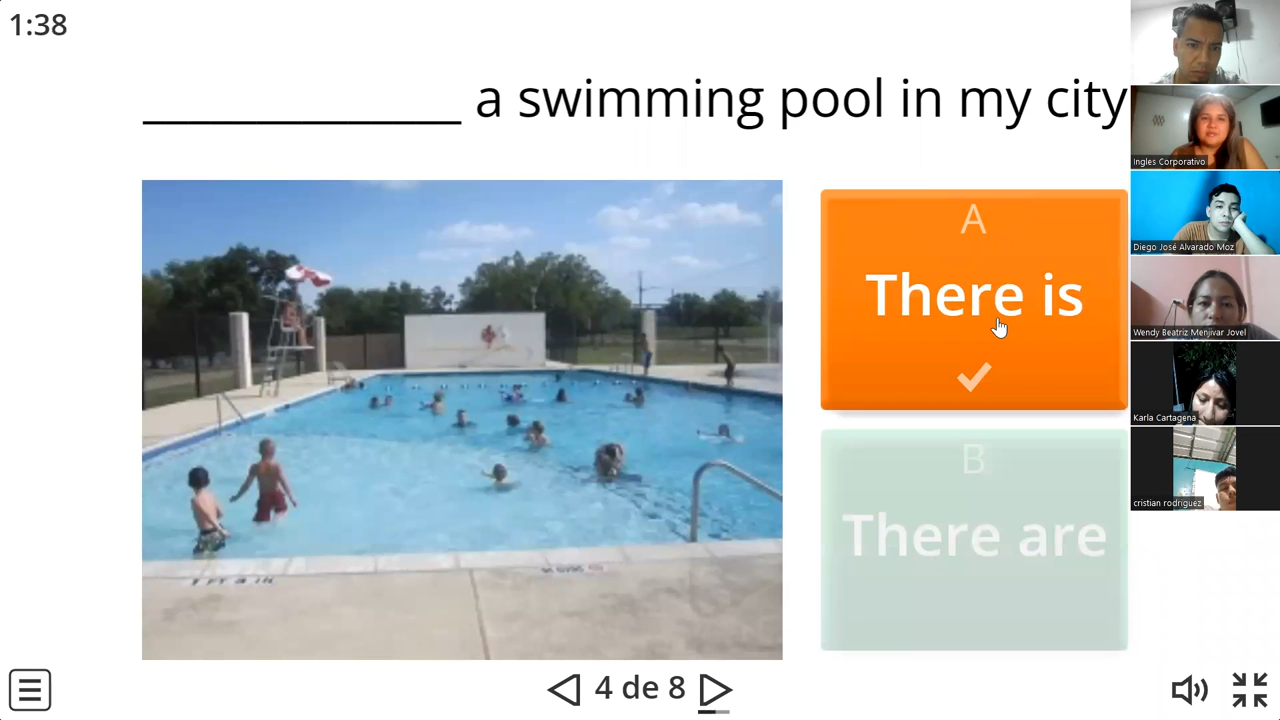 1:38
______________ a swimming pool in my city
A
There is
B
There are
4 de 8
Ingles Corporativo
Diego José Alvarado Moz
Wendy Beatriz Menjivar Jovel
Karla Cartagena
cristian rodriguez